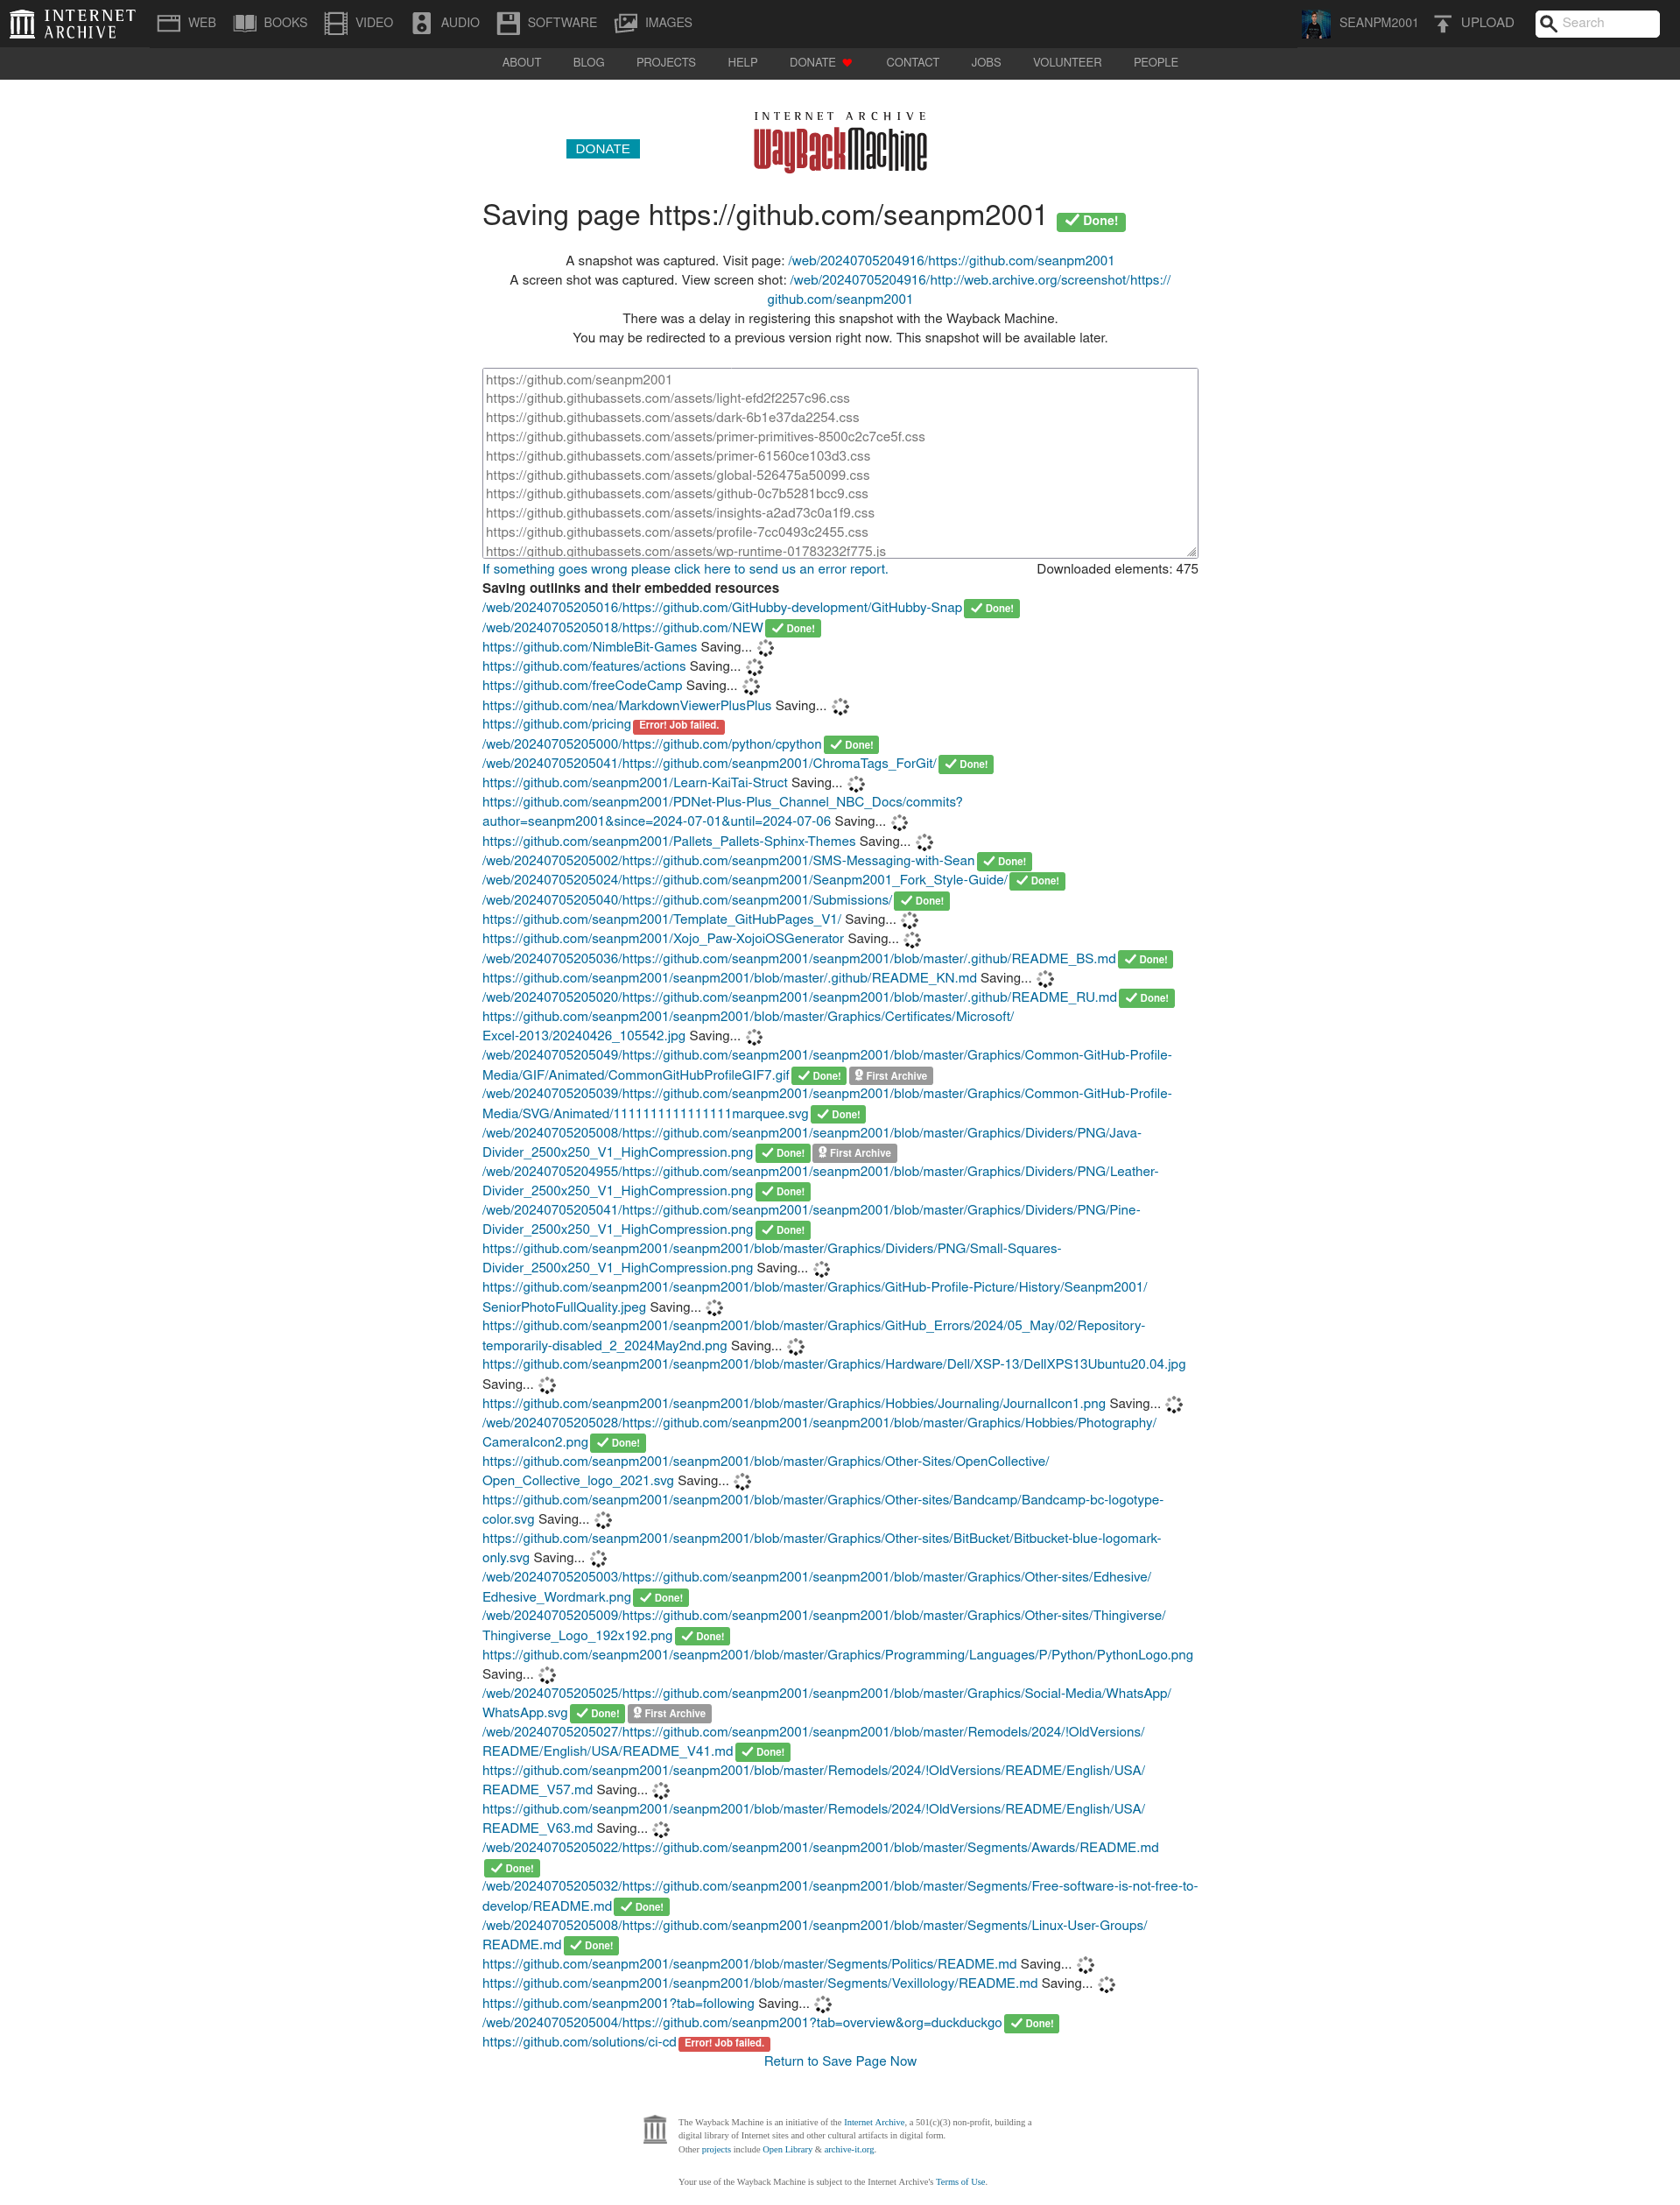 INTERNET ARCHIVE
WEB
BOOKS
VIDEO
AUDIO
SOFTWARE
IMAGES
SEANPM2001
UPLOAD
Search
ABOUT
BLOG
PROJECTS
HELP
DONATE
CONTACT
JOBS
VOLUNTEER
PEOPLE
DONATE
INTERNET ARCHIVE
WayBackMachine
Saving page https://github.com/seanpm2001 Done!
A snapshot was captured. Visit page: /web/20240705204916/https://github.com/seanpm2001
A screen shot was captured. View screen shot: /web/20240705204916/http://web.archive.org/screenshot/https://
github.com/seanpm2001
There was a delay in registering this snapshot with the Wayback Machine.
You may be redirected to a previous version right now. This snapshot will be available later.
https://github.com/seanpm2001
https://github.githubassets.com/assets/light-efd2f2257c96.css
https://github.githubassets.com/assets/dark-6b1e37da2254.css
https://github.githubassets.com/assets/primer-primitives-8500c2c7ce5f.css
https://github.githubassets.com/assets/primer-61560ce103d3.css
https://github.githubassets.com/assets/global-526475a50099.css
https://github.githubassets.com/assets/github-0c7b5281bcc9.css
https://github.githubassets.com/assets/insights-a2ad73c0a1f9.css
https://github.githubassets.com/assets/profile-7cc0493c2455.css
https://github.githubassets.com/assets/wp-runtime-01783232f775.js
If something goes wrong please click here to send us an error report. Downloaded elements: 475
Saving outlinks and their embedded resources
/web/20240705205016/https://github.com/GitHubby-development/GitHubby-Snap Done!
/web/20240705205018/https://github.com/NEW Done!
https://github.com/NimbleBit-Games Saving...
https://github.com/features/actions Saving...
https://github.com/freeCodeCamp Saving...
https://github.com/nea/MarkdownViewerPlusPlus Saving...
https://github.com/pricing Error! Job failed.
/web/20240705205000/https://github.com/python/cpython Done!
/web/20240705205041/https://github.com/seanpm2001/ChromaTags_ForGit/ Done!
https://github.com/seanpm2001/Learn-KaiTai-Struct Saving...
https://github.com/seanpm2001/PDNet-Plus-Plus_Channel_NBC_Docs/commits?
author=seanpm2001&since=2024-07-01&until=2024-07-06 Saving...
https://github.com/seanpm2001/Pallets_Pallets-Sphinx-Themes Saving...
/web/20240705205002/https://github.com/seanpm2001/SMS-Messaging-with-Sean Done!
/web/20240705205024/https://github.com/seanpm2001/Seanpm2001_Fork_Style-Guide/ Done!
/web/20240705205040/https://github.com/seanpm2001/Submissions/ Done!
https://github.com/seanpm2001/Template_GitHubPages_V1/ Saving...
https://github.com/seanpm2001/Xojo_Paw-XojoiOSGenerator Saving...
/web/20240705205036/https://github.com/seanpm2001/seanpm2001/blob/master/.github/README_BS.md Done!
https://github.com/seanpm2001/seanpm2001/blob/master/.github/README_KN.md Saving...
/web/20240705205020/https://github.com/seanpm2001/seanpm2001/blob/master/.github/README_RU.md Done!
https://github.com/seanpm2001/seanpm2001/blob/master/Graphics/Certificates/Microsoft/
Excel-2013/20240426_105542.jpg Saving...
/web/20240705205049/https://github.com/seanpm2001/seanpm2001/blob/master/Graphics/Common-GitHub-Profile-
Media/GIF/Animated/CommonGitHubProfileGIF7.gif Done! First Archive
/web/20240705205039/https://github.com/seanpm2001/seanpm2001/blob/master/Graphics/Common-GitHub-Profile-
Media/SVG/Animated/1111111111111111marquee.svg Done!
/web/20240705205008/https://github.com/seanpm2001/seanpm2001/blob/master/Graphics/Dividers/PNG/Java-
Divider_2500x250_V1_HighCompression.png Done! First Archive
/web/20240705204955/https://github.com/seanpm2001/seanpm2001/blob/master/Graphics/Dividers/PNG/Leather-
Divider_2500x250_V1_HighCompression.png Done!
/web/20240705205041/https://github.com/seanpm2001/seanpm2001/blob/master/Graphics/Dividers/PNG/Pine-
Divider_2500x250_V1_HighCompression.png Done!
https://github.com/seanpm2001/seanpm2001/blob/master/Graphics/Dividers/PNG/Small-Squares-
Divider_2500x250_V1_HighCompression.png Saving...
https://github.com/seanpm2001/seanpm2001/blob/master/Graphics/GitHub-Profile-Picture/History/Seanpm2001/
SeniorPhotoFullQuality.jpeg Saving...
https://github.com/seanpm2001/seanpm2001/blob/master/Graphics/GitHub_Errors/2024/05_May/02/Repository-
temporarily-disabled_2_2024May2nd.png Saving...
https://github.com/seanpm2001/seanpm2001/blob/master/Graphics/Hardware/Dell/XSP-13/DellXPS13Ubuntu20.04.jpg
Saving...
https://github.com/seanpm2001/seanpm2001/blob/master/Graphics/Hobbies/Journaling/JournalIcon1.png Saving...
/web/20240705205028/https://github.com/seanpm2001/seanpm2001/blob/master/Graphics/Hobbies/Photography/
CameraIcon2.png Done!
https://github.com/seanpm2001/seanpm2001/blob/master/Graphics/Other-Sites/OpenCollective/
Open_Collective_logo_2021.svg Saving...
https://github.com/seanpm2001/seanpm2001/blob/master/Graphics/Other-sites/Bandcamp/Bandcamp-bc-logotype-
color.svg Saving...
https://github.com/seanpm2001/seanpm2001/blob/master/Graphics/Other-sites/BitBucket/Bitbucket-blue-logomark-
only.svg Saving...
/web/20240705205003/https://github.com/seanpm2001/seanpm2001/blob/master/Graphics/Other-sites/Edhesive/
Edhesive_Wordmark.png Done!
/web/20240705205009/https://github.com/seanpm2001/seanpm2001/blob/master/Graphics/Other-sites/Thingiverse/
Thingiverse_Logo_192x192.png Done!
https://github.com/seanpm2001/seanpm2001/blob/master/Graphics/Programming/Languages/P/Python/PythonLogo.png
Saving...
/web/20240705205025/https://github.com/seanpm2001/seanpm2001/blob/master/Graphics/Social-Media/WhatsApp/
WhatsApp.svg Done! First Archive
/web/20240705205027/https://github.com/seanpm2001/seanpm2001/blob/master/Remodels/2024/!OldVersions/
README/English/USA/README_V41.md Done!
https://github.com/seanpm2001/seanpm2001/blob/master/Remodels/2024/!OldVersions/README/English/USA/
README_V57.md Saving...
https://github.com/seanpm2001/seanpm2001/blob/master/Remodels/2024/!OldVersions/README/English/USA/
README_V63.md Saving...
/web/20240705205022/https://github.com/seanpm2001/seanpm2001/blob/master/Segments/Awards/README.md
Done!
/web/20240705205032/https://github.com/seanpm2001/seanpm2001/blob/master/Segments/Free-software-is-not-free-to-
develop/README.md Done!
/web/20240705205008/https://github.com/seanpm2001/seanpm2001/blob/master/Segments/Linux-User-Groups/
README.md Done!
https://github.com/seanpm2001/seanpm2001/blob/master/Segments/Politics/README.md Saving...
https://github.com/seanpm2001/seanpm2001/blob/master/Segments/Vexillology/README.md Saving...
https://github.com/seanpm2001?tab=following Saving...
/web/20240705205004/https://github.com/seanpm2001?tab=overview&org=duckduckgo Done!
https://github.com/solutions/ci-cd Error! Job failed.
Return to Save Page Now
The Wayback Machine is an initiative of the Internet Archive, a 501(c)(3) non-profit, building a
digital library of Internet sites and other cultural artifacts in digital form.
Other projects include Open Library & archive-it.org.
Your use of the Wayback Machine is subject to the Internet Archive's Terms of Use.